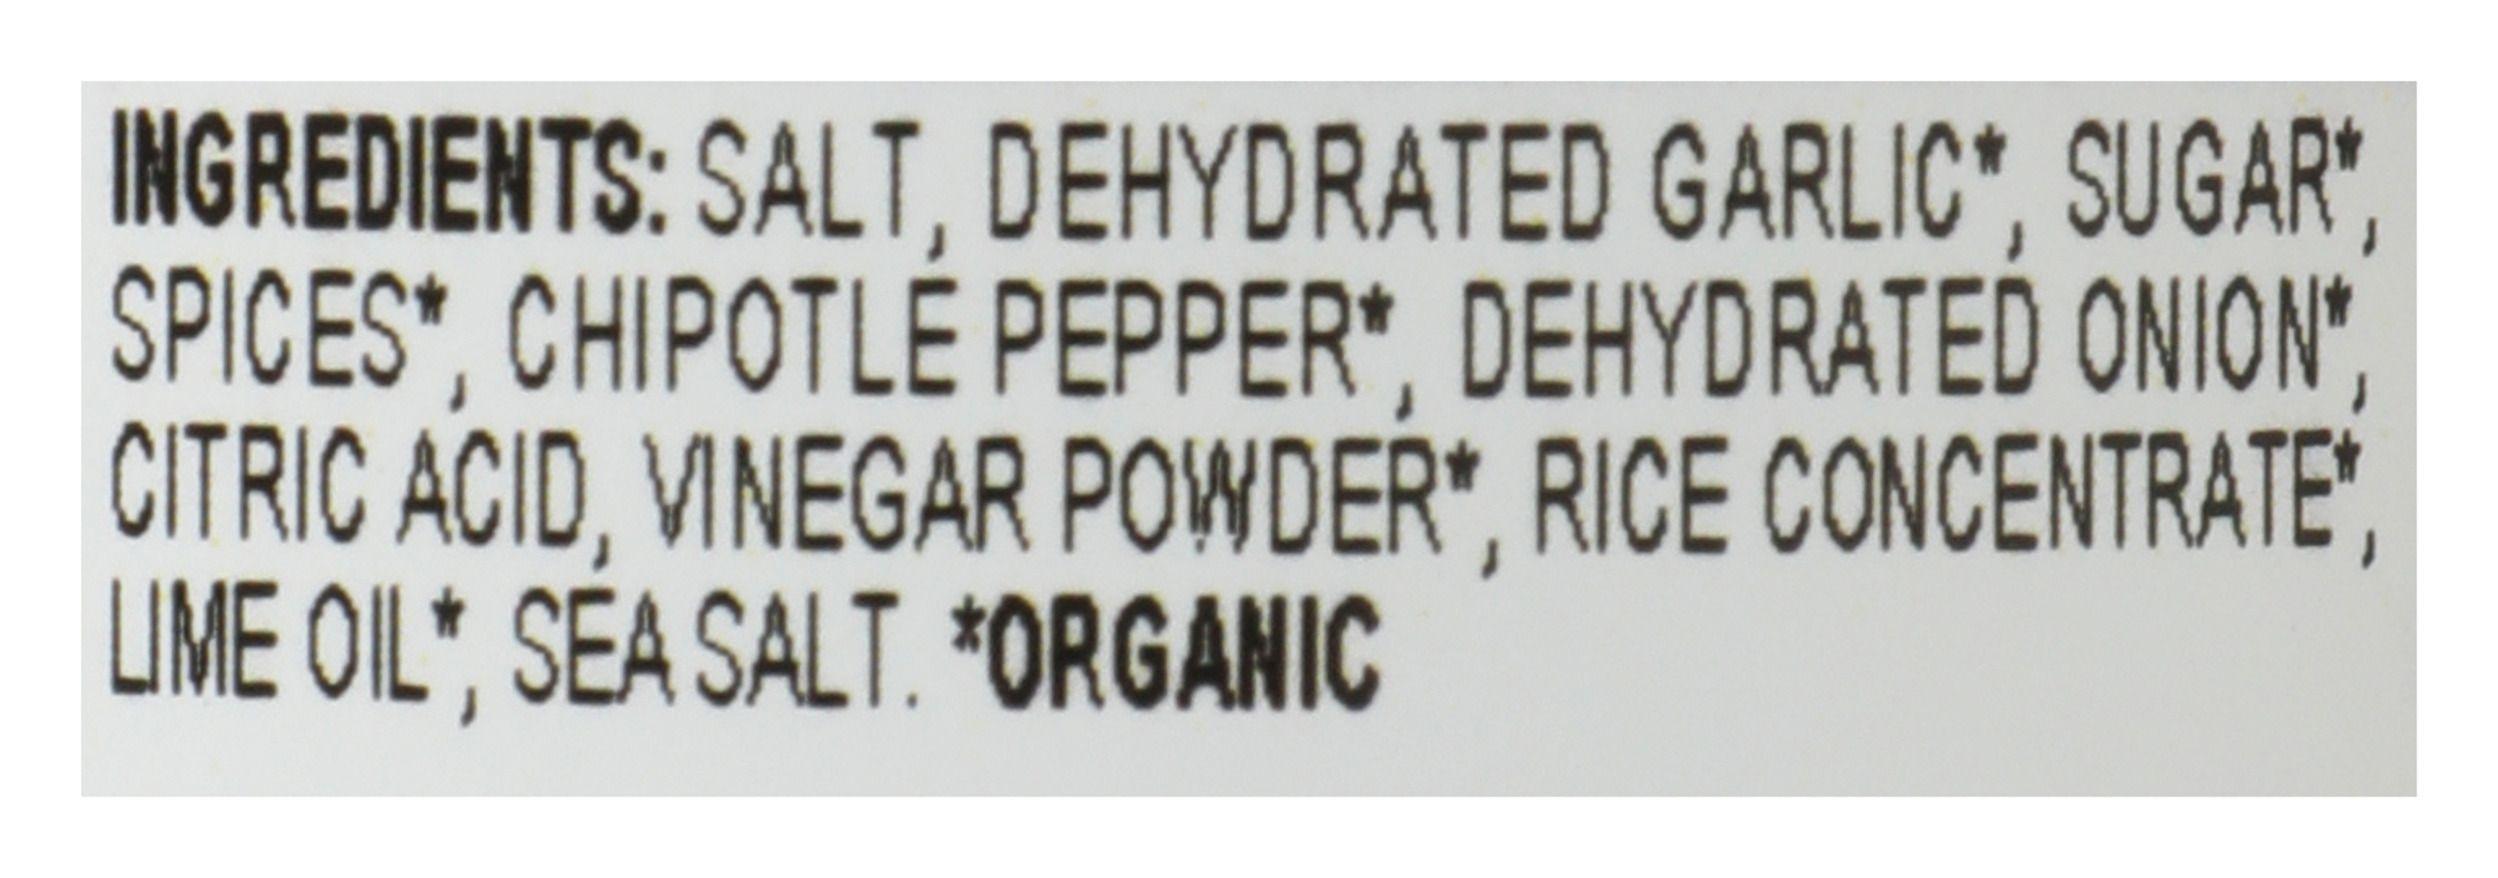 INGREDIENTS: SALT, DEHYDRATED GARLIC*, SUGAR*,
SPICES*, CHIPOTLE PEPPER*, DEHYDRATED ONION*,
CITRIC ACID, VINEGAR POWDER*, RICE CONCENTRATE*,
LIME OIL*, SEA SALT. *ORGANIC